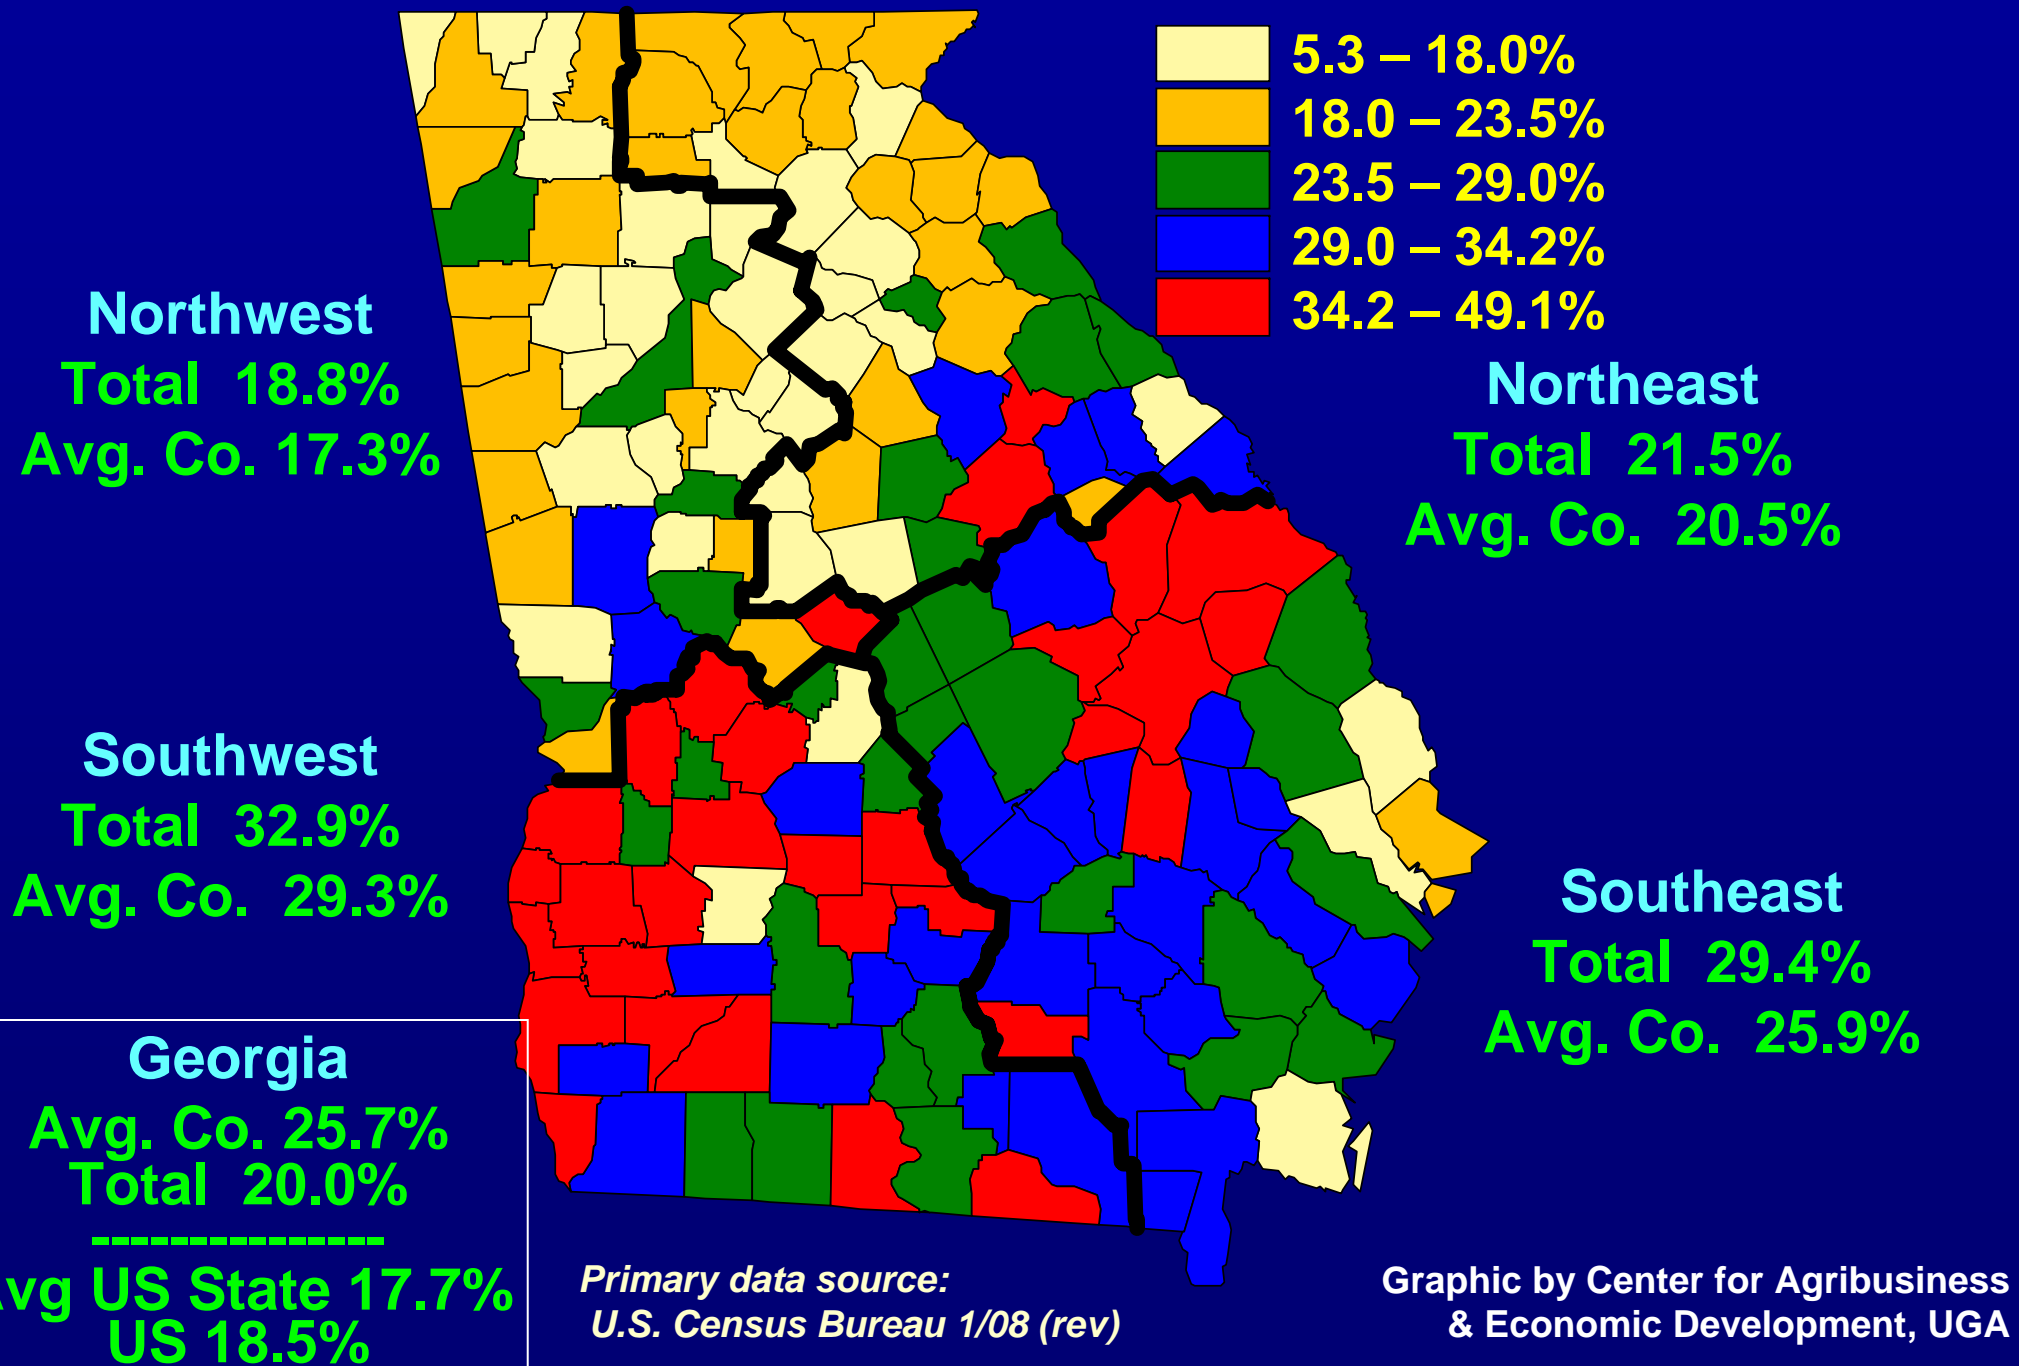 5.3 – 18.0%
18.0 – 23.5%
23.5 – 29.0%
29.0 – 34.2%
34.2 – 49.1%
Northwest
Total 18.8%
Avg. Co. 17.3%
Northeast
Total 21.5%
Avg. Co. 20.5%
Southwest
Total 32.9%
Avg. Co. 29.3%
Southeast
Total 29.4%
Avg. Co. 25.9%
Georgia
Avg. Co. 25.7%
Total 20.0%
---------------
Avg US State 17.7%
US 18.5%
Primary data source:
U.S. Census Bureau 1/08 (rev)
Graphic by Center for Agribusiness
& Economic Development, UGA